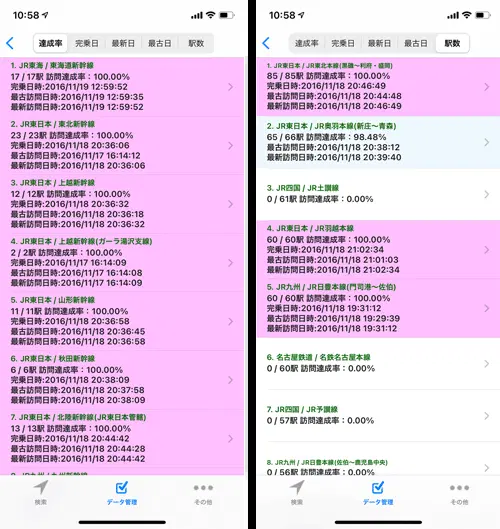 10:58
達成率 完乗日 最新日 最古日 駅数
1. JR東海 / 東海道新幹線
17 / 17駅 訪問達成率：100.00%
完乗日時:2016/11/19 12:59:52
最古訪問日時:2016/11/19 12:59:35
最新訪問日時:2016/11/19 12:59:52
2. JR東日本 / 東北新幹線
23 / 23駅 訪問達成率：100.00%
完乗日時:2016/11/18 20:36:06
最古訪問日時:2016/11/17 16:14:12
最新訪問日時:2016/11/18 20:36:06
3. JR東日本 / 上越新幹線
12 / 12駅 訪問達成率：100.00%
完乗日時:2016/11/18 20:36:32
最古訪問日時:2016/11/18 20:36:18
最新訪問日時:2016/11/18 20:36:32
4. JR東日本 / 上越新幹線(ガーラ湯沢支線)
2 / 2駅 訪問達成率：100.00%
完乗日時:2016/11/17 16:14:09
最古訪問日時:2016/11/17 16:14:08
最新訪問日時:2016/11/17 16:14:09
5. JR東日本 / 山形新幹線
11 / 11駅 訪問達成率：100.00%
完乗日時:2016/11/18 20:36:58
最古訪問日時:2016/11/18 20:36:45
最新訪問日時:2016/11/18 20:36:58
6. JR東日本 / 秋田新幹線
6 / 6駅 訪問達成率：100.00%
完乗日時:2016/11/18 20:38:09
最古訪問日時:2016/11/18 20:37:58
最新訪問日時:2016/11/18 20:38:09
7. JR東日本 / 北陸新幹線(JR東日本管轄)
13 / 13駅 訪問達成率：100.00%
完乗日時:2016/11/18 20:44:42
最古訪問日時:2016/11/18 20:44:28
最新訪問日時:2016/11/18 20:44:42
検索 データ管理 その他
10:58
達成率 完乗日 最新日 最古日 駅数
1. JR東日本 / JR東北本線(黒磯〜利府・盛岡)
85 / 85駅 訪問達成率：100.00%
完乗日時:2016/11/18 20:46:49
最古訪問日時:2016/11/18 20:44:48
最新訪問日時:2016/11/18 20:46:49
2. JR東日本 / JR奥羽本線(新庄〜青森)
65 / 66駅 訪問達成率：98.48%
最古訪問日時:2016/11/18 20:38:12
最新訪問日時:2016/11/18 20:39:40
3. JR四国 / JR土讃線
0 / 61駅 訪問達成率：0.00%
4. JR東日本 / JR羽越本線
60 / 60駅 訪問達成率：100.00%
完乗日時:2016/11/18 21:02:34
最古訪問日時:2016/11/18 21:01:03
最新訪問日時:2016/11/18 21:02:34
5. JR九州 / JR日豊本線(門司港〜佐伯)
60 / 60駅 訪問達成率：100.00%
完乗日時:2016/11/18 19:31:12
最古訪問日時:2016/11/18 19:29:39
最新訪問日時:2016/11/18 19:31:12
6. 名古屋鉄道 / 名鉄名古屋本線
0 / 60駅 訪問達成率：0.00%
7. JR四国 / JR予讃線
0 / 57駅 訪問達成率：0.00%
8. JR九州 / JR日豊本線(佐伯〜鹿児島中央)
0 / 56駅 訪問達成率：0.00%
検索 データ管理 その他